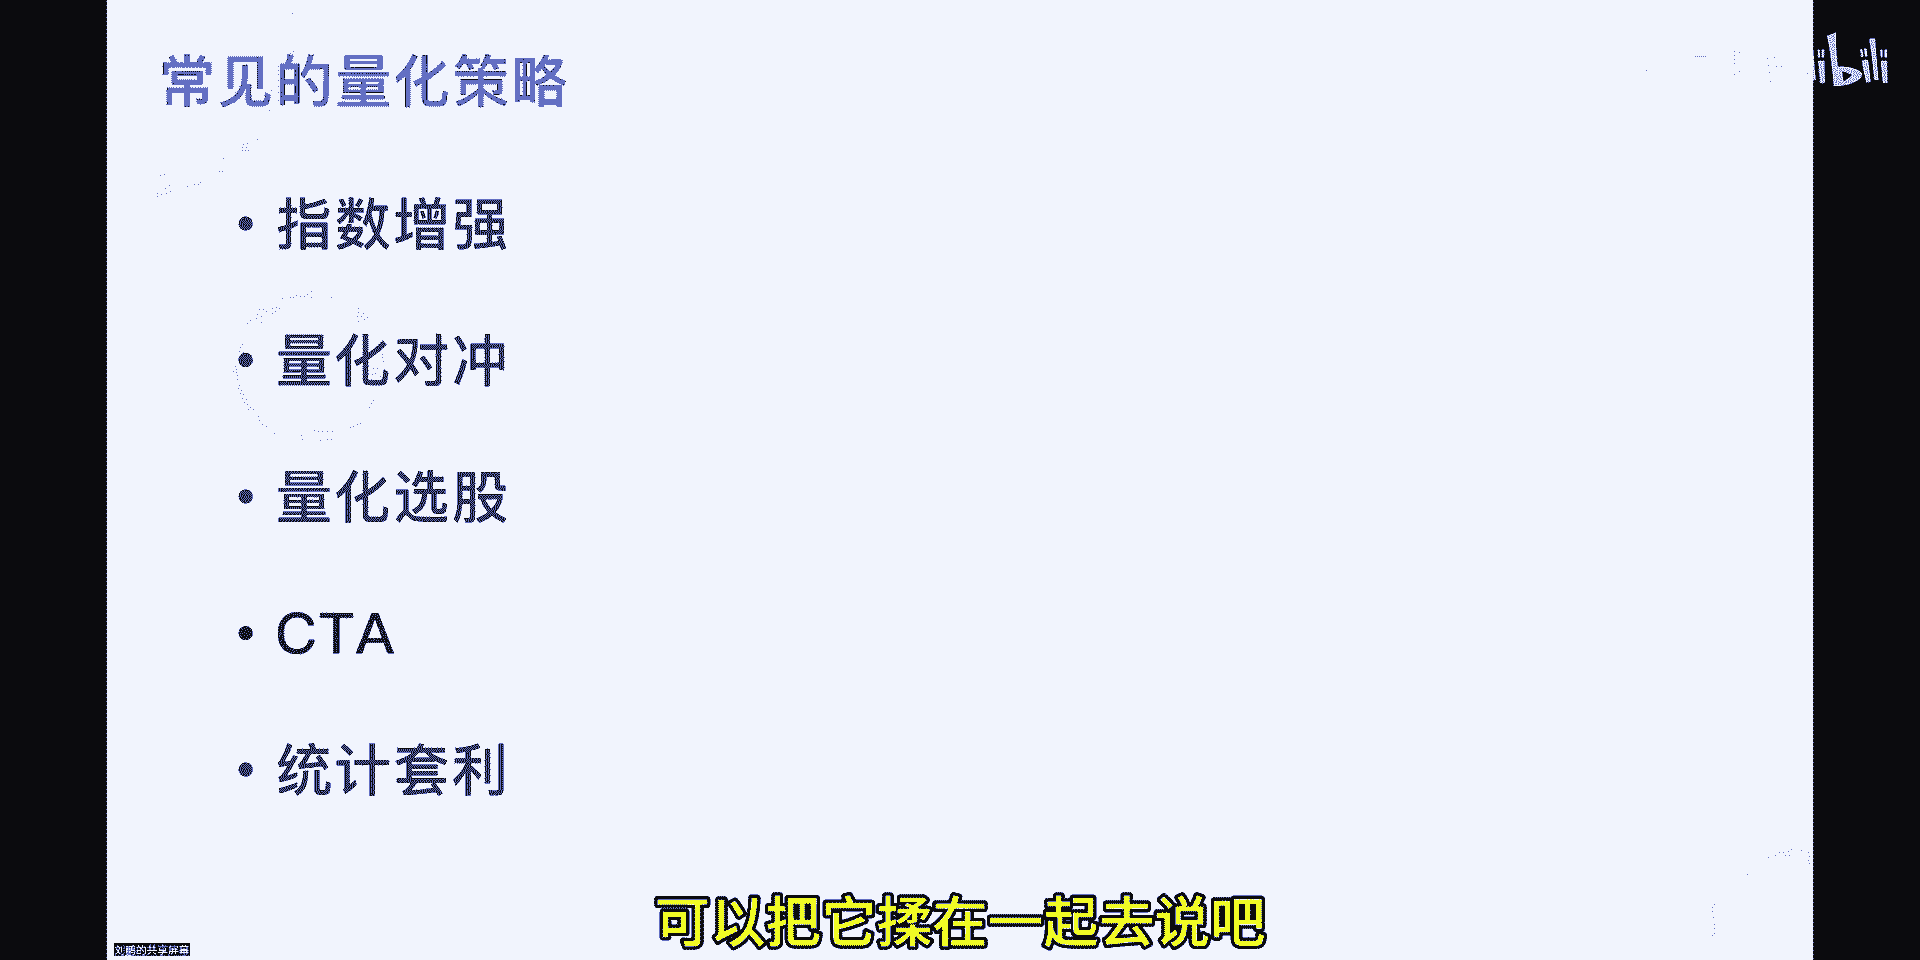 常见的量化策略
bilibili
• 指数增强
• 量化对冲
• 量化选股
• CTA
• 统计套利
可以把它揉在一起去说吧
刘鹏的共享屏幕